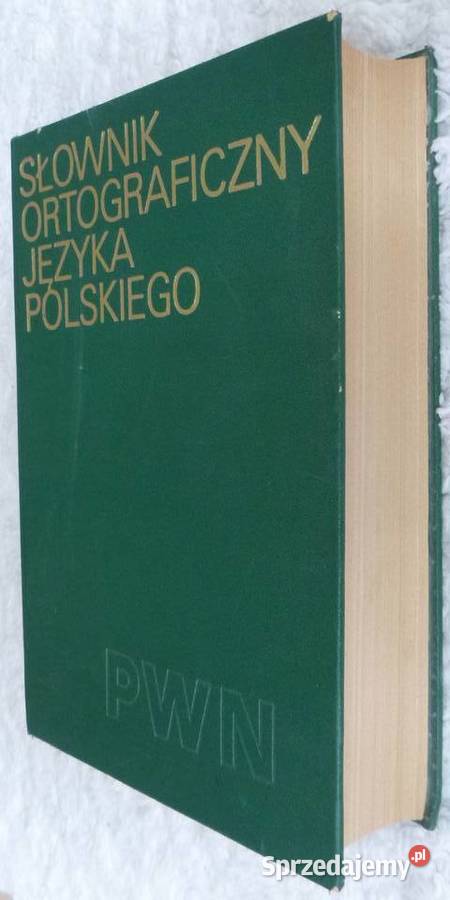 SŁOWNIK
ORTOGRAFICZNY
JĘZYKA
POLSKIEGO
PWN
Sprzedajemy.pl